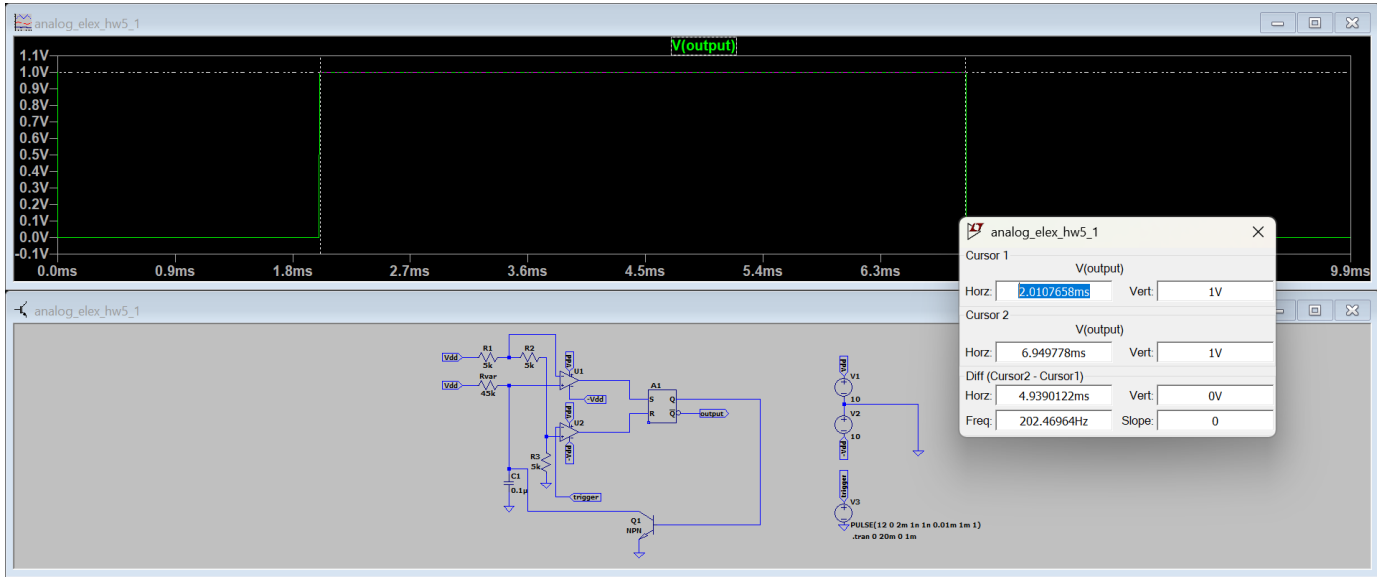 analog_elex_hw5_1
V(output)
1.1V
1.0V
0.9V
0.8V
0.7V
0.6V
0.5V
0.4V
0.3V
0.2V
0.1V
0.0V
-0.1V
0.0ms 0.9ms 1.8ms 2.7ms 3.6ms 4.5ms 5.4ms 6.3ms 9.9ms
analog_elex_hw5_1
Cursor 1
V(output)
Horz: 2.0107658ms Vert: 1V
Cursor 2
V(output)
Horz: 6.949778ms Vert: 1V
Diff (Cursor2 - Cursor1)
Horz: 4.9390122ms Vert: 0V
Freq: 202.46964Hz Slope: 0
analog_elex_hw5_1
Vdd R1 R2
5k 5k
Vdd Rvar
45k
Vdd U1
-Vdd
Vdd U2
-Vdd
A1
S Q
R Q
output
R3
5k
C1
0.1µ
trigger
Q1
NPN
Vdd
V1
10
V2
10
-Vdd
trigger
V3
PULSE(12 0 2m 1n 1n 0.01m 1m 1)
.tran 0 20m 0 1m